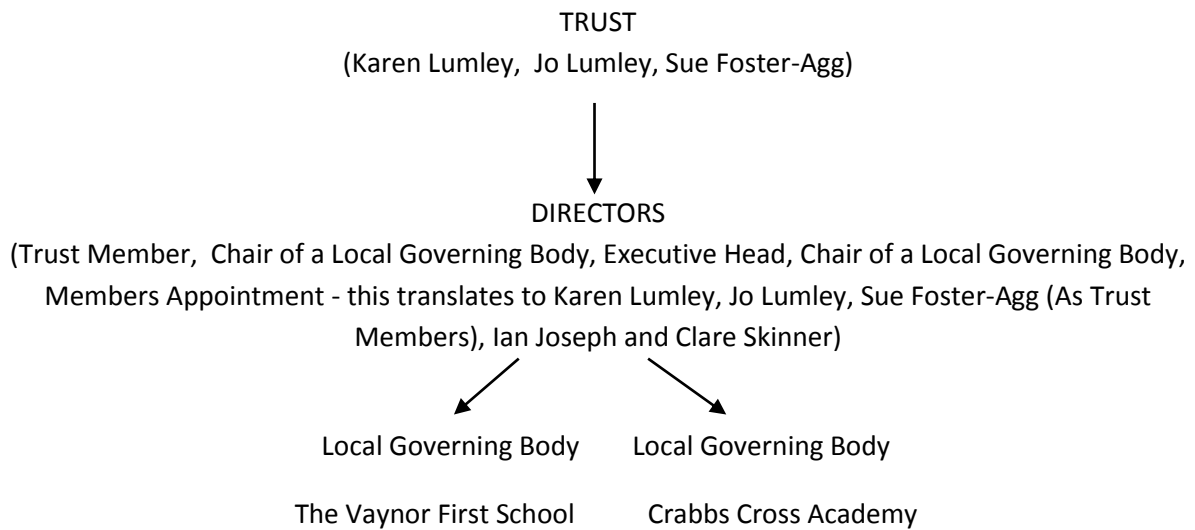 TRUST
(Karen Lumley,  Jo Lumley, Sue Foster-Agg)
DIRECTORS
(Trust Member,  Chair of a Local Governing Body, Executive Head, Chair of a Local Governing Body,
Members Appointment - this translates to Karen Lumley, Jo Lumley, Sue Foster-Agg (As Trust
Members), Ian Joseph and Clare Skinner)
Local Governing Body Local Governing Body
The Vaynor First School Crabbs Cross Academy